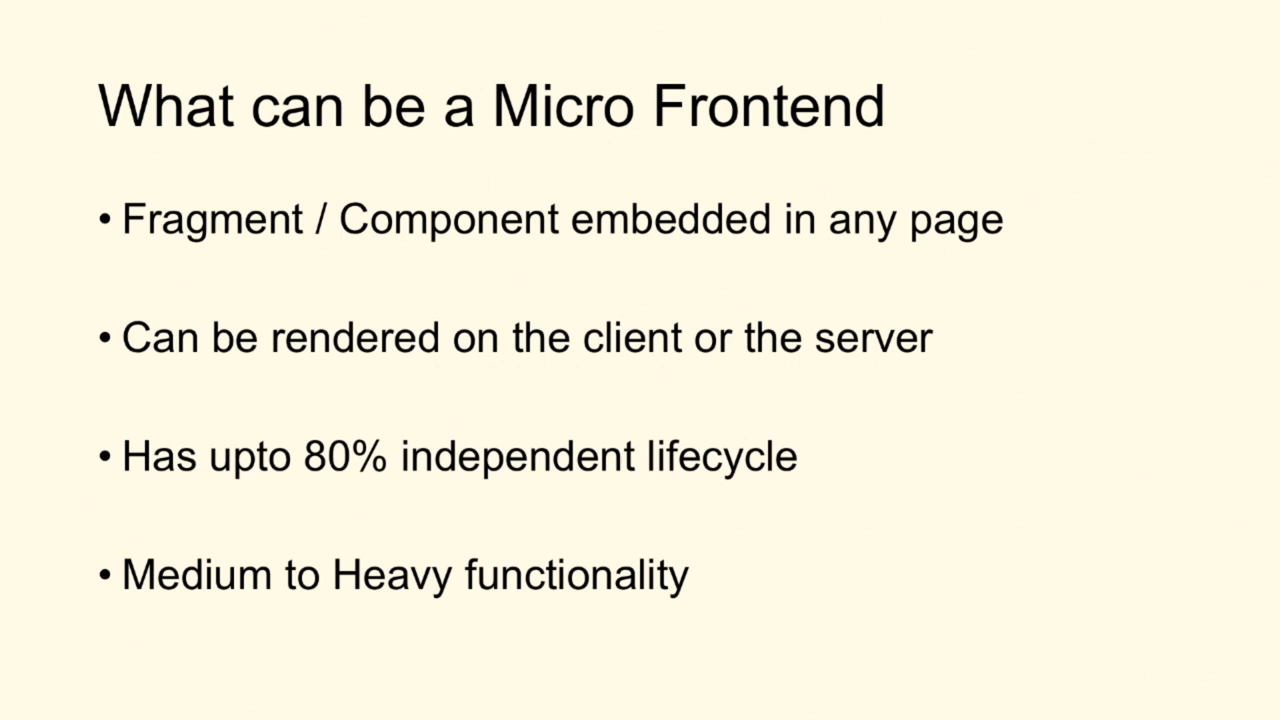 What can be a Micro Frontend
• Fragment / Component embedded in any page
• Can be rendered on the client or the server
• Has upto 80% independent lifecycle
• Medium to Heavy functionality